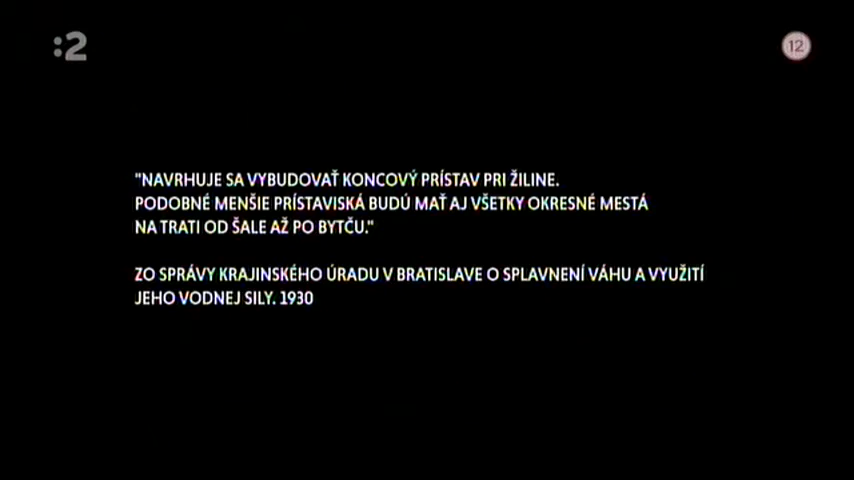 :2
12
"NAVRHUJE SA VYBUDOVAŤ KONCOVÝ PRÍSTAV PRI ŽILINE.
PODOBNÉ MENŠIE PRÍSTAVISKÁ BUDÚ MAŤ AJ VŠETKY OKRESNÉ MESTÁ
NA TRATI OD ŠALE AŽ PO BYTČU."
ZO SPRÁVY KRAJINSKÉHO ÚRADU V BRATISLAVE O SPLAVNENÍ VÁHU A VYUŽITÍ
JEHO VODNEJ SILY. 1930